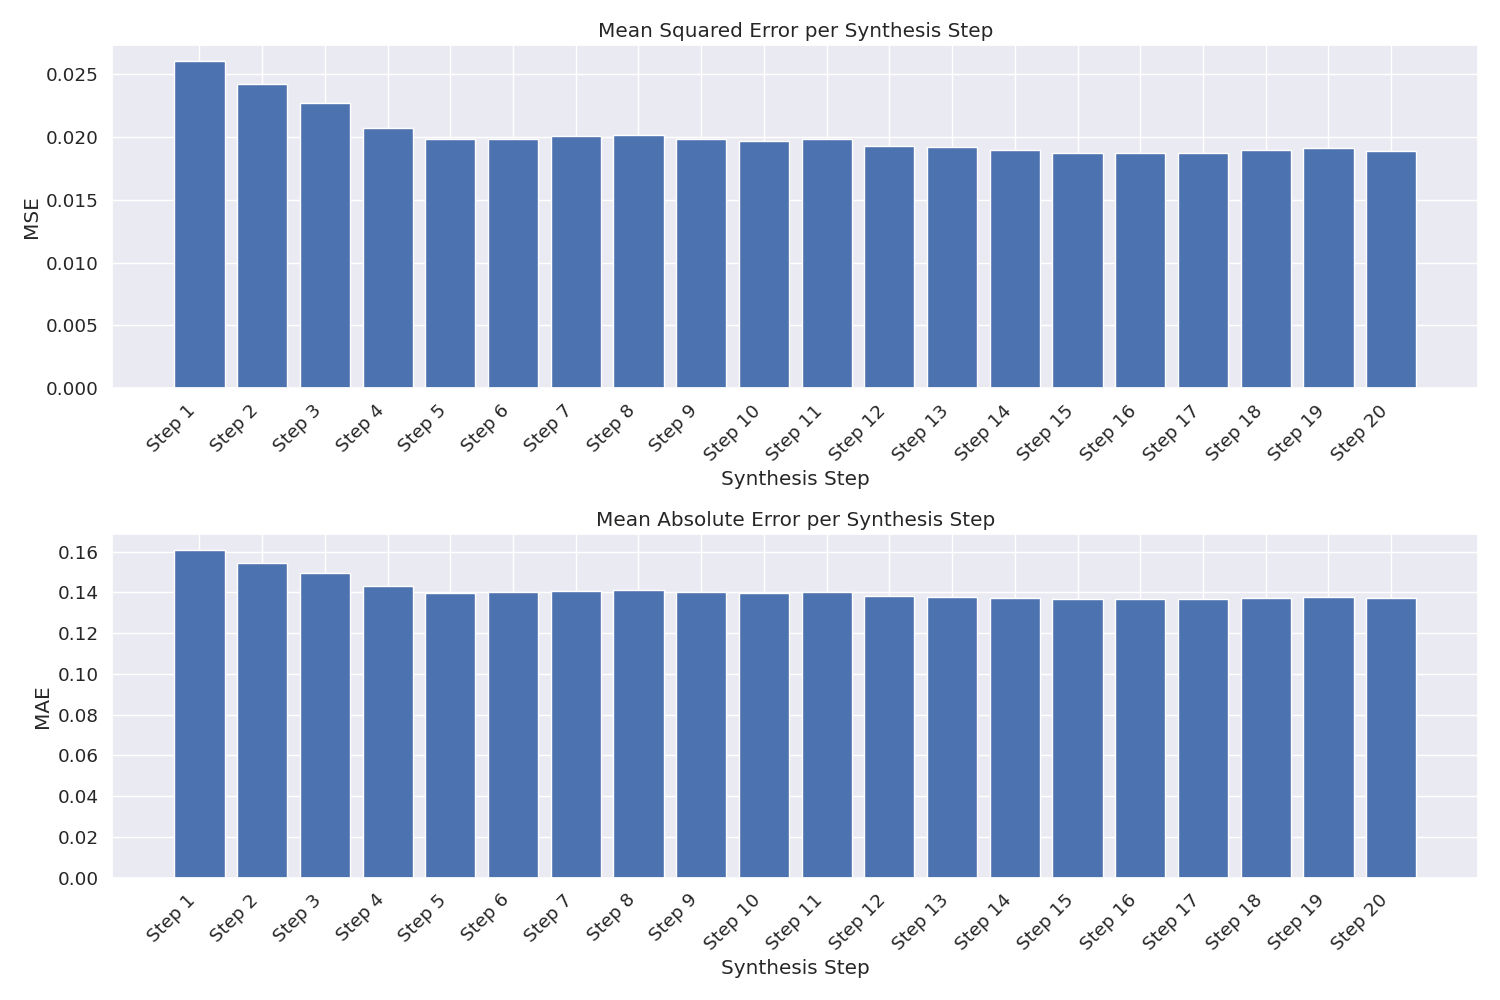 Mean Squared Error per Synthesis Step
MSE
0.025
0.020
0.015
0.010
0.005
0.000
Step 1 Step 2 Step 3 Step 4 Step 5 Step 6 Step 7 Step 8 Step 9 Step 10 Step 11 Step 12 Step 13 Step 14 Step 15 Step 16 Step 17 Step 18 Step 19 Step 20
Synthesis Step
Mean Absolute Error per Synthesis Step
MAE
0.16
0.14
0.12
0.10
0.08
0.06
0.04
0.02
0.00
Step 1 Step 2 Step 3 Step 4 Step 5 Step 6 Step 7 Step 8 Step 9 Step 10 Step 11 Step 12 Step 13 Step 14 Step 15 Step 16 Step 17 Step 18 Step 19 Step 20
Synthesis Step